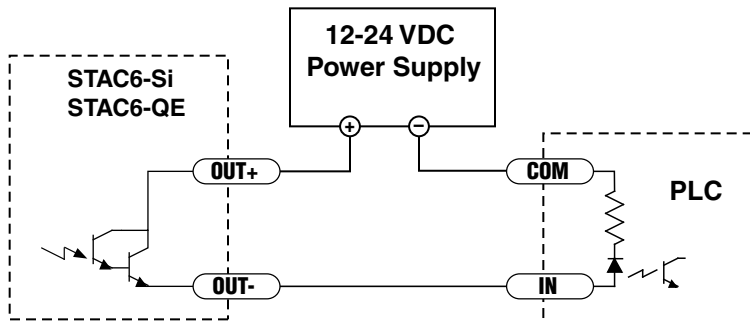 12-24 VDC
Power Supply
STAC6-Si
STAC6-QE
+
−
OUT+
COM
PLC
OUT-
IN